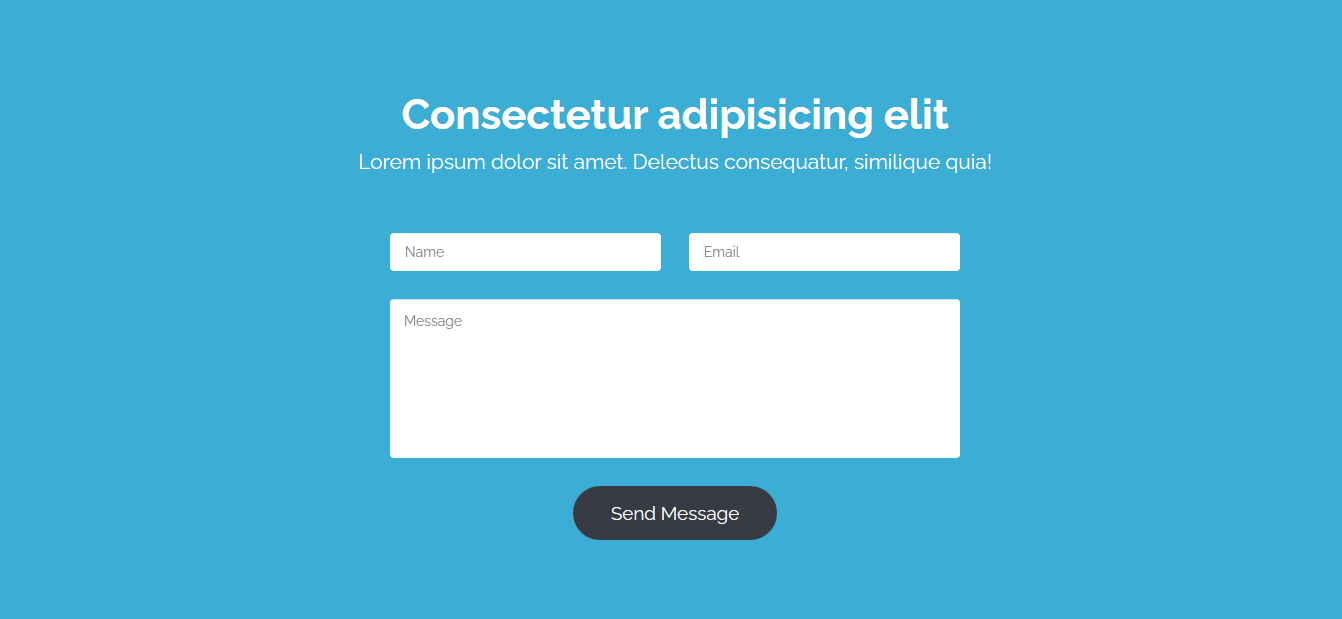 Consectetur adipisicing elit
Lorem ipsum dolor sit amet. Delectus consequatur, similique quia!
Name
Email
Message
Send Message